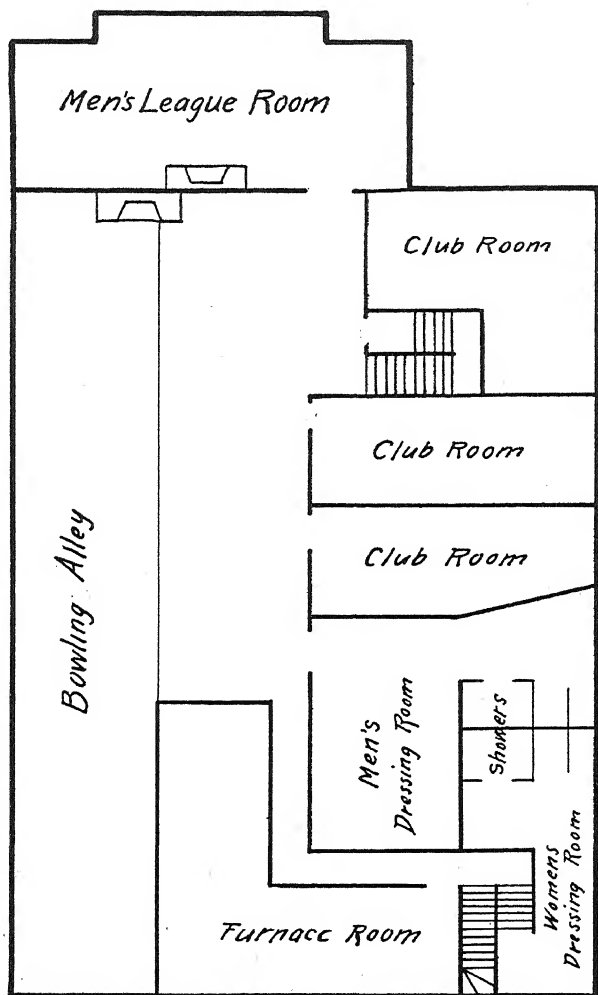 Men's League Room
Club Room
Club Room
Club Room
Bowling Alley
Men's
Dressing Room
Showers
Womens
Dressing Room
Furnace Room